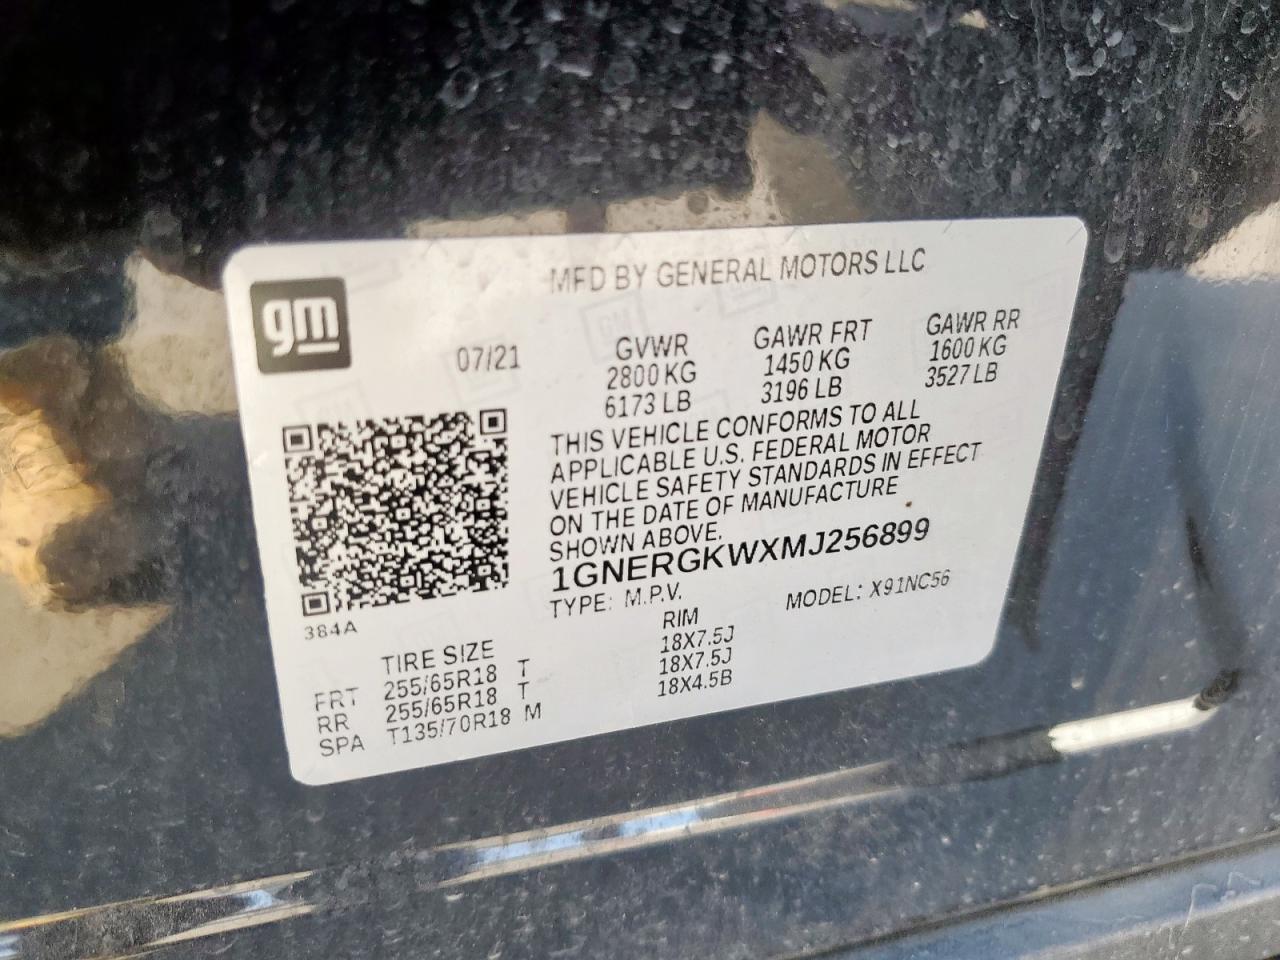 gm
MFD BY GENERAL MOTORS LLC
07/21
GVWR GAWR FRT GAWR RR
2800 KG 1450 KG 1600 KG
6173 LB 3196 LB 3527 LB
THIS VEHICLE CONFORMS TO ALL
APPLICABLE U.S. FEDERAL MOTOR
VEHICLE SAFETY STANDARDS IN EFFECT
ON THE DATE OF MANUFACTURE
SHOWN ABOVE.
1GNERGKWXMJ256899
TYPE: M.P.V. MODEL: X91NC56
384A
TIRE SIZE RIM
FRT 255/65R18 T 18X7.5J
RR 255/65R18 T 18X7.5J
SPA T135/70R18 M 18X4.5B